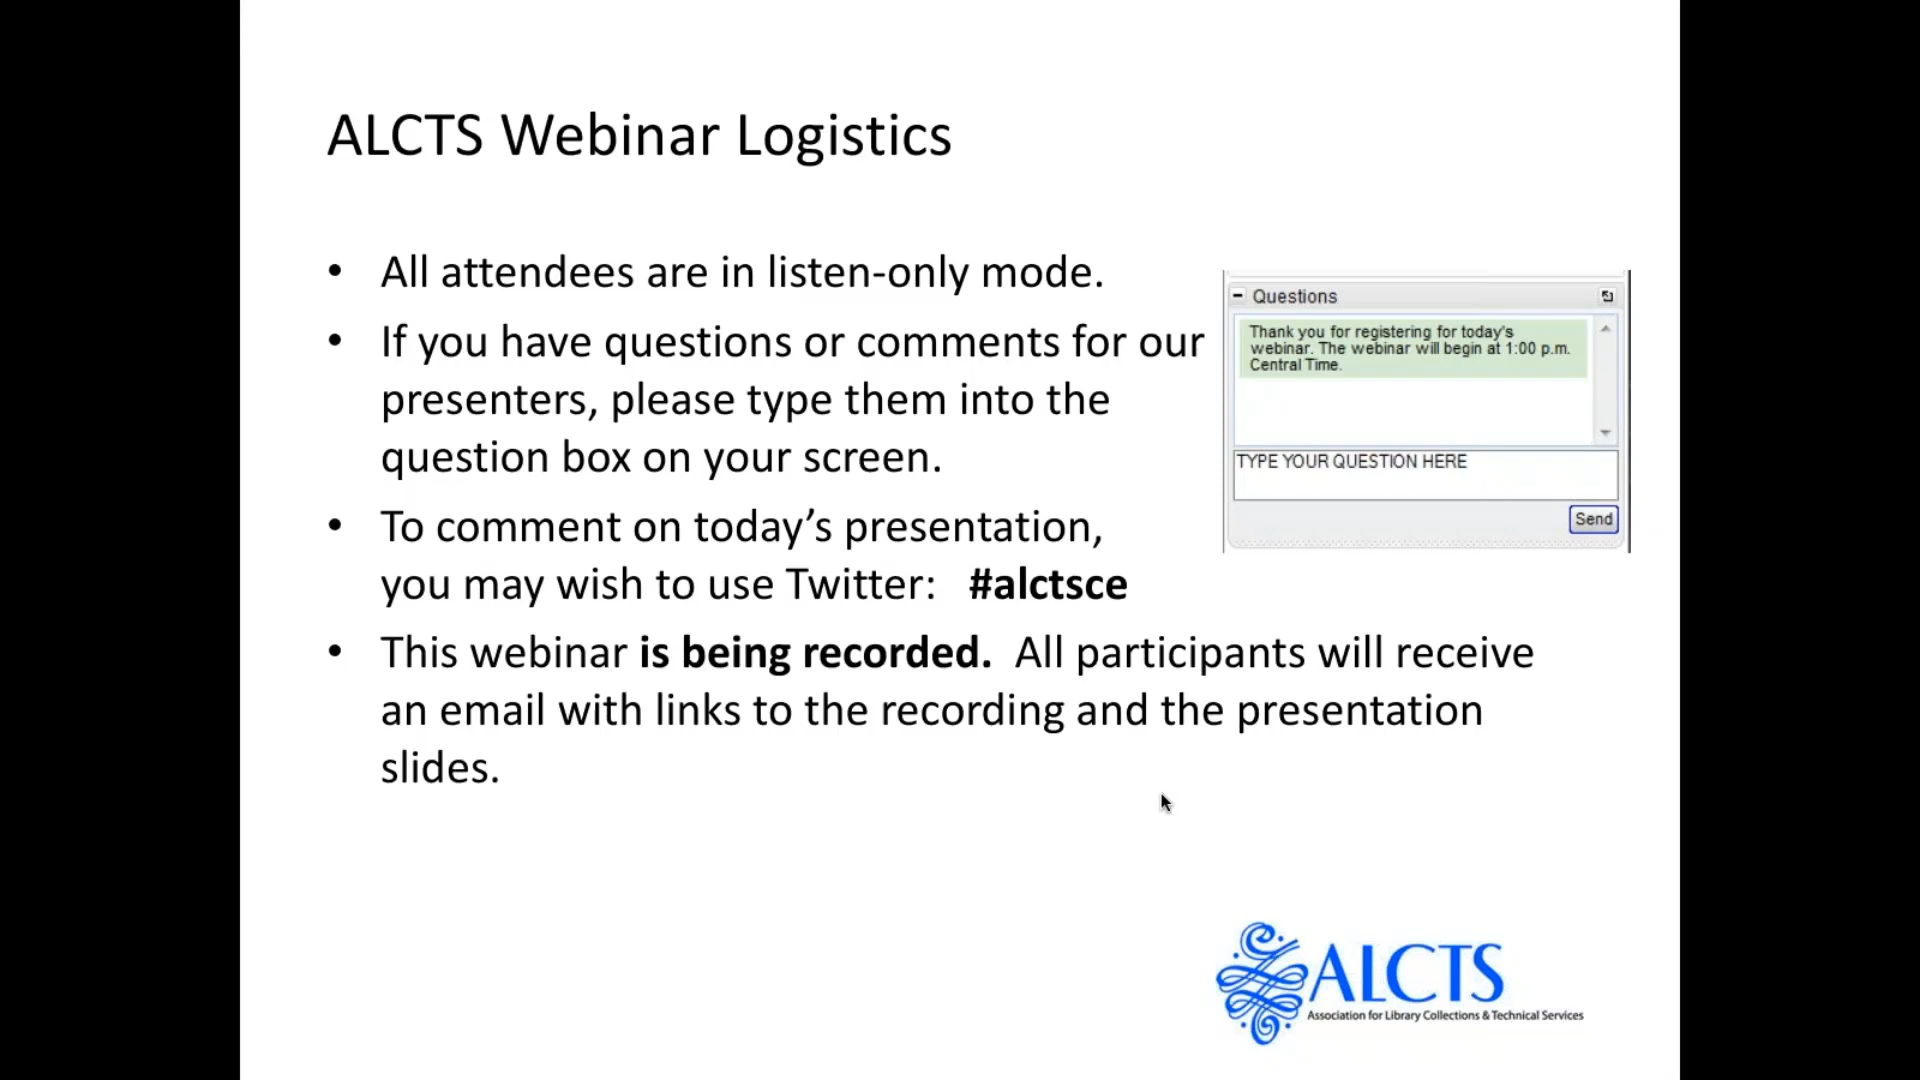 ALCTS Webinar Logistics
• All attendees are in listen-only mode.
• If you have questions or comments for our
presenters, please type them into the
question box on your screen.
• To comment on today’s presentation,
you may wish to use Twitter: #alctsce
• This webinar is being recorded. All participants will receive
an email with links to the recording and the presentation
slides.
Questions
Thank you for registering for today's
webinar. The webinar will begin at 1:00 p.m.
Central Time.
TYPE YOUR QUESTION HERE
Send
ALCTS
Association for Library Collections & Technical Services